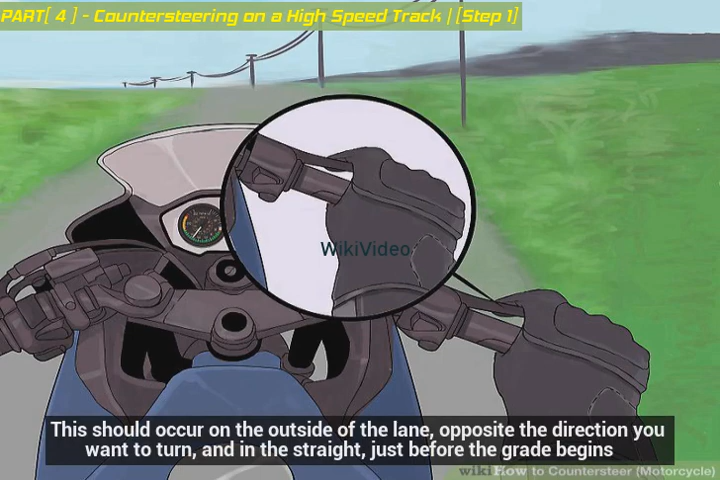 PART[ 4 ] - Countersteering on a High Speed Track | [Step 1]
WikiVideo
This should occur on the outside of the lane, opposite the direction you
want to turn, and in the straight, just before the grade begins
wikiHow to Countersteer (Motorcycle)